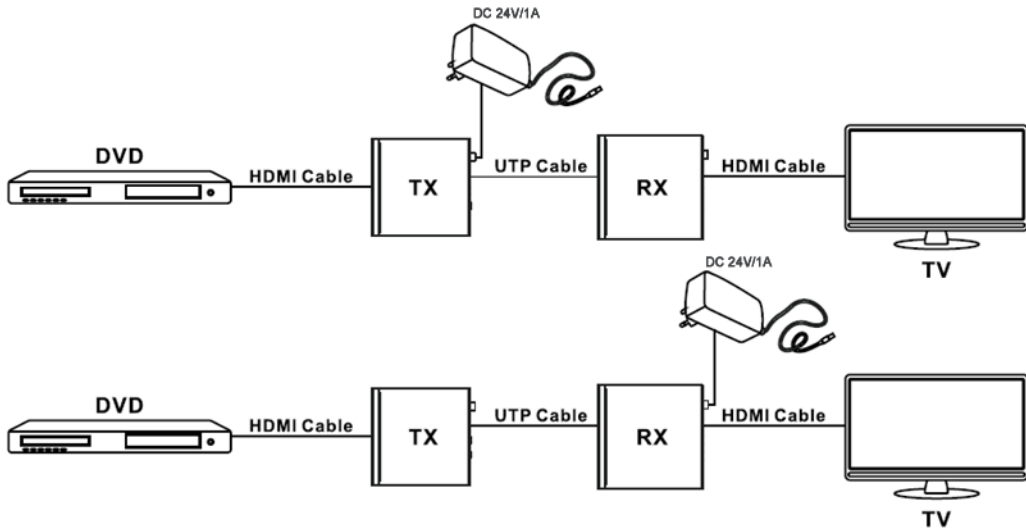 DC 24V/1A
DVD
HDMI Cable
TX
UTP Cable
RX
HDMI Cable
TV
DC 24V/1A
DVD
HDMI Cable
TX
UTP Cable
RX
HDMI Cable
TV